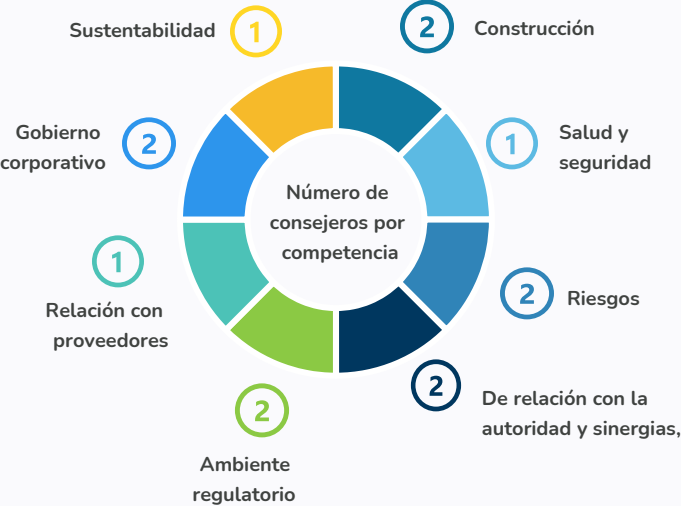 Sustentabilidad
1
2
Construcción
Gobierno
corporativo
2
1
Salud y
seguridad
Número de
consejeros por
competencia
1
Relación con
proveedores
2
Riesgos
2
De relación con la
autoridad y sinergias,
2
Ambiente
regulatorio